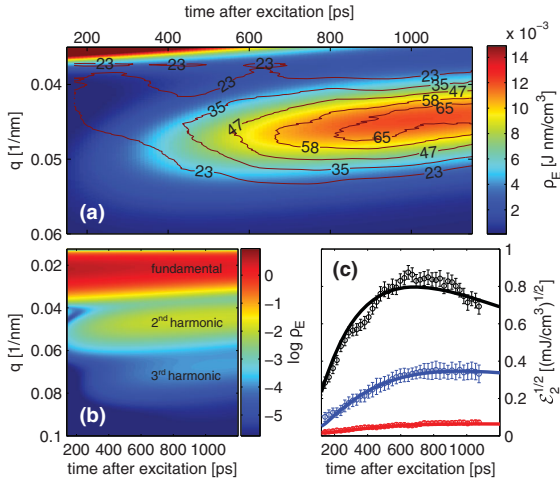 time after excitation [ps]
200 400 600 800 1000
x 10⁻³
0.04
0.05
0.06
q [1/nm]
23 23 23 23
23
35
35
47
47
58
65
65
58
47
35
23
23
(a)
14
12
10
8
6
4
2
ρE [J nm/cm³]
0.02
0.04
0.06
0.08
0.1
q [1/nm]
fundamental
2nd harmonic
3rd harmonic
(b)
200 400 600 800 1000
time after excitation [ps]
0
−1
−2
−3
−4
−5
log ρE
(c)
1
0.8
0.6
0.4
0.2
0
ℰ₂^1/2 [(mJ/cm³)^1/2]
200 400 600 800 1000
time after excitation [ps]